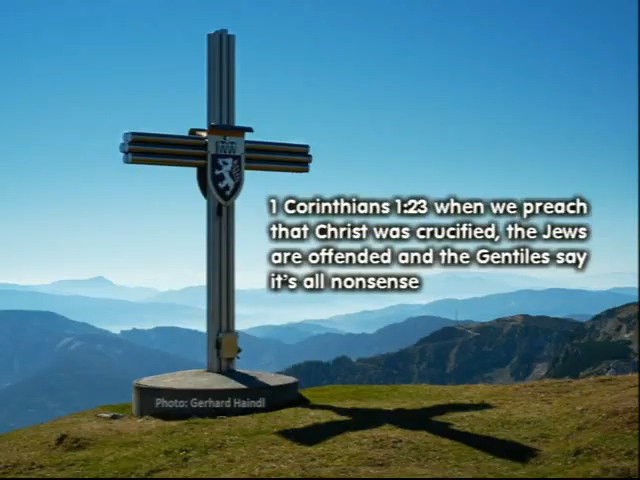 1 Corinthians 1:23 when we preach
that Christ was crucified, the Jews
are offended and the Gentiles say
it's all nonsense
Photo: Gerhard Haindl